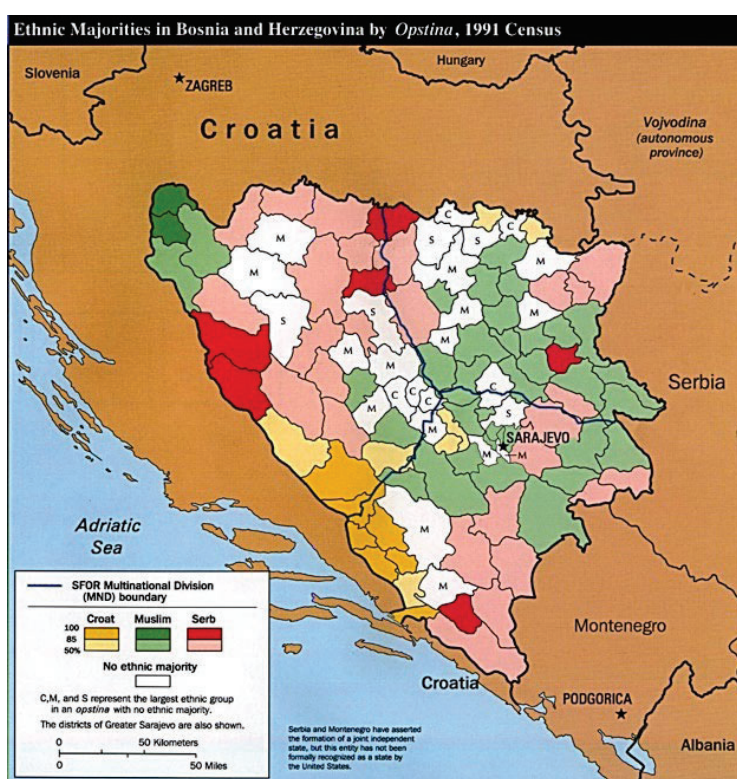 Ethnic Majorities in Bosnia and Herzegovina by Opstina, 1991 Census
Slovenia
Hungary
ZAGREB
Croatia
Vojvodina
(autonomous
province)
C
C
S
S
M
M
M
M
M
S
S
M
M
M
M
C
C
C
M
C
S
SARAJEVO
M
M
Serbia
Adriatic
Sea
M
M
Montenegro
Croatia
PODGORICA
Albania
SFOR Multinational Division
(MND) boundary
Croat Muslim Serb
100
85
50%
No ethnic majority
C,M, and S represent the largest ethnic group
in an opstina with no ethnic majority.
The districts of Greater Sarajevo are also shown.
0 50 Kilometers
0 50 Miles
Serbia and Montenegro have asserted
the formation of a joint independent
state, but this entity has not been
formally recognized as a state by
the United States.